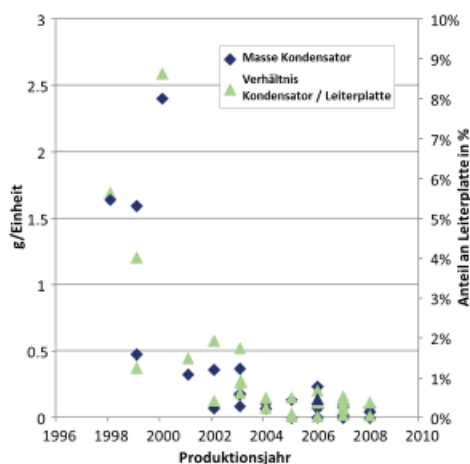 3
2.5
2
1.5
1
0.5
0
g/Einheit
Masse Kondensator
Verhältnis
Kondensator / Leiterplatte
10%
9%
8%
7%
6%
5%
4%
3%
2%
1%
0%
Anteil an Leiterplatte in %
1996 1998 2000 2002 2004 2006 2008 2010
Produktionsjahr